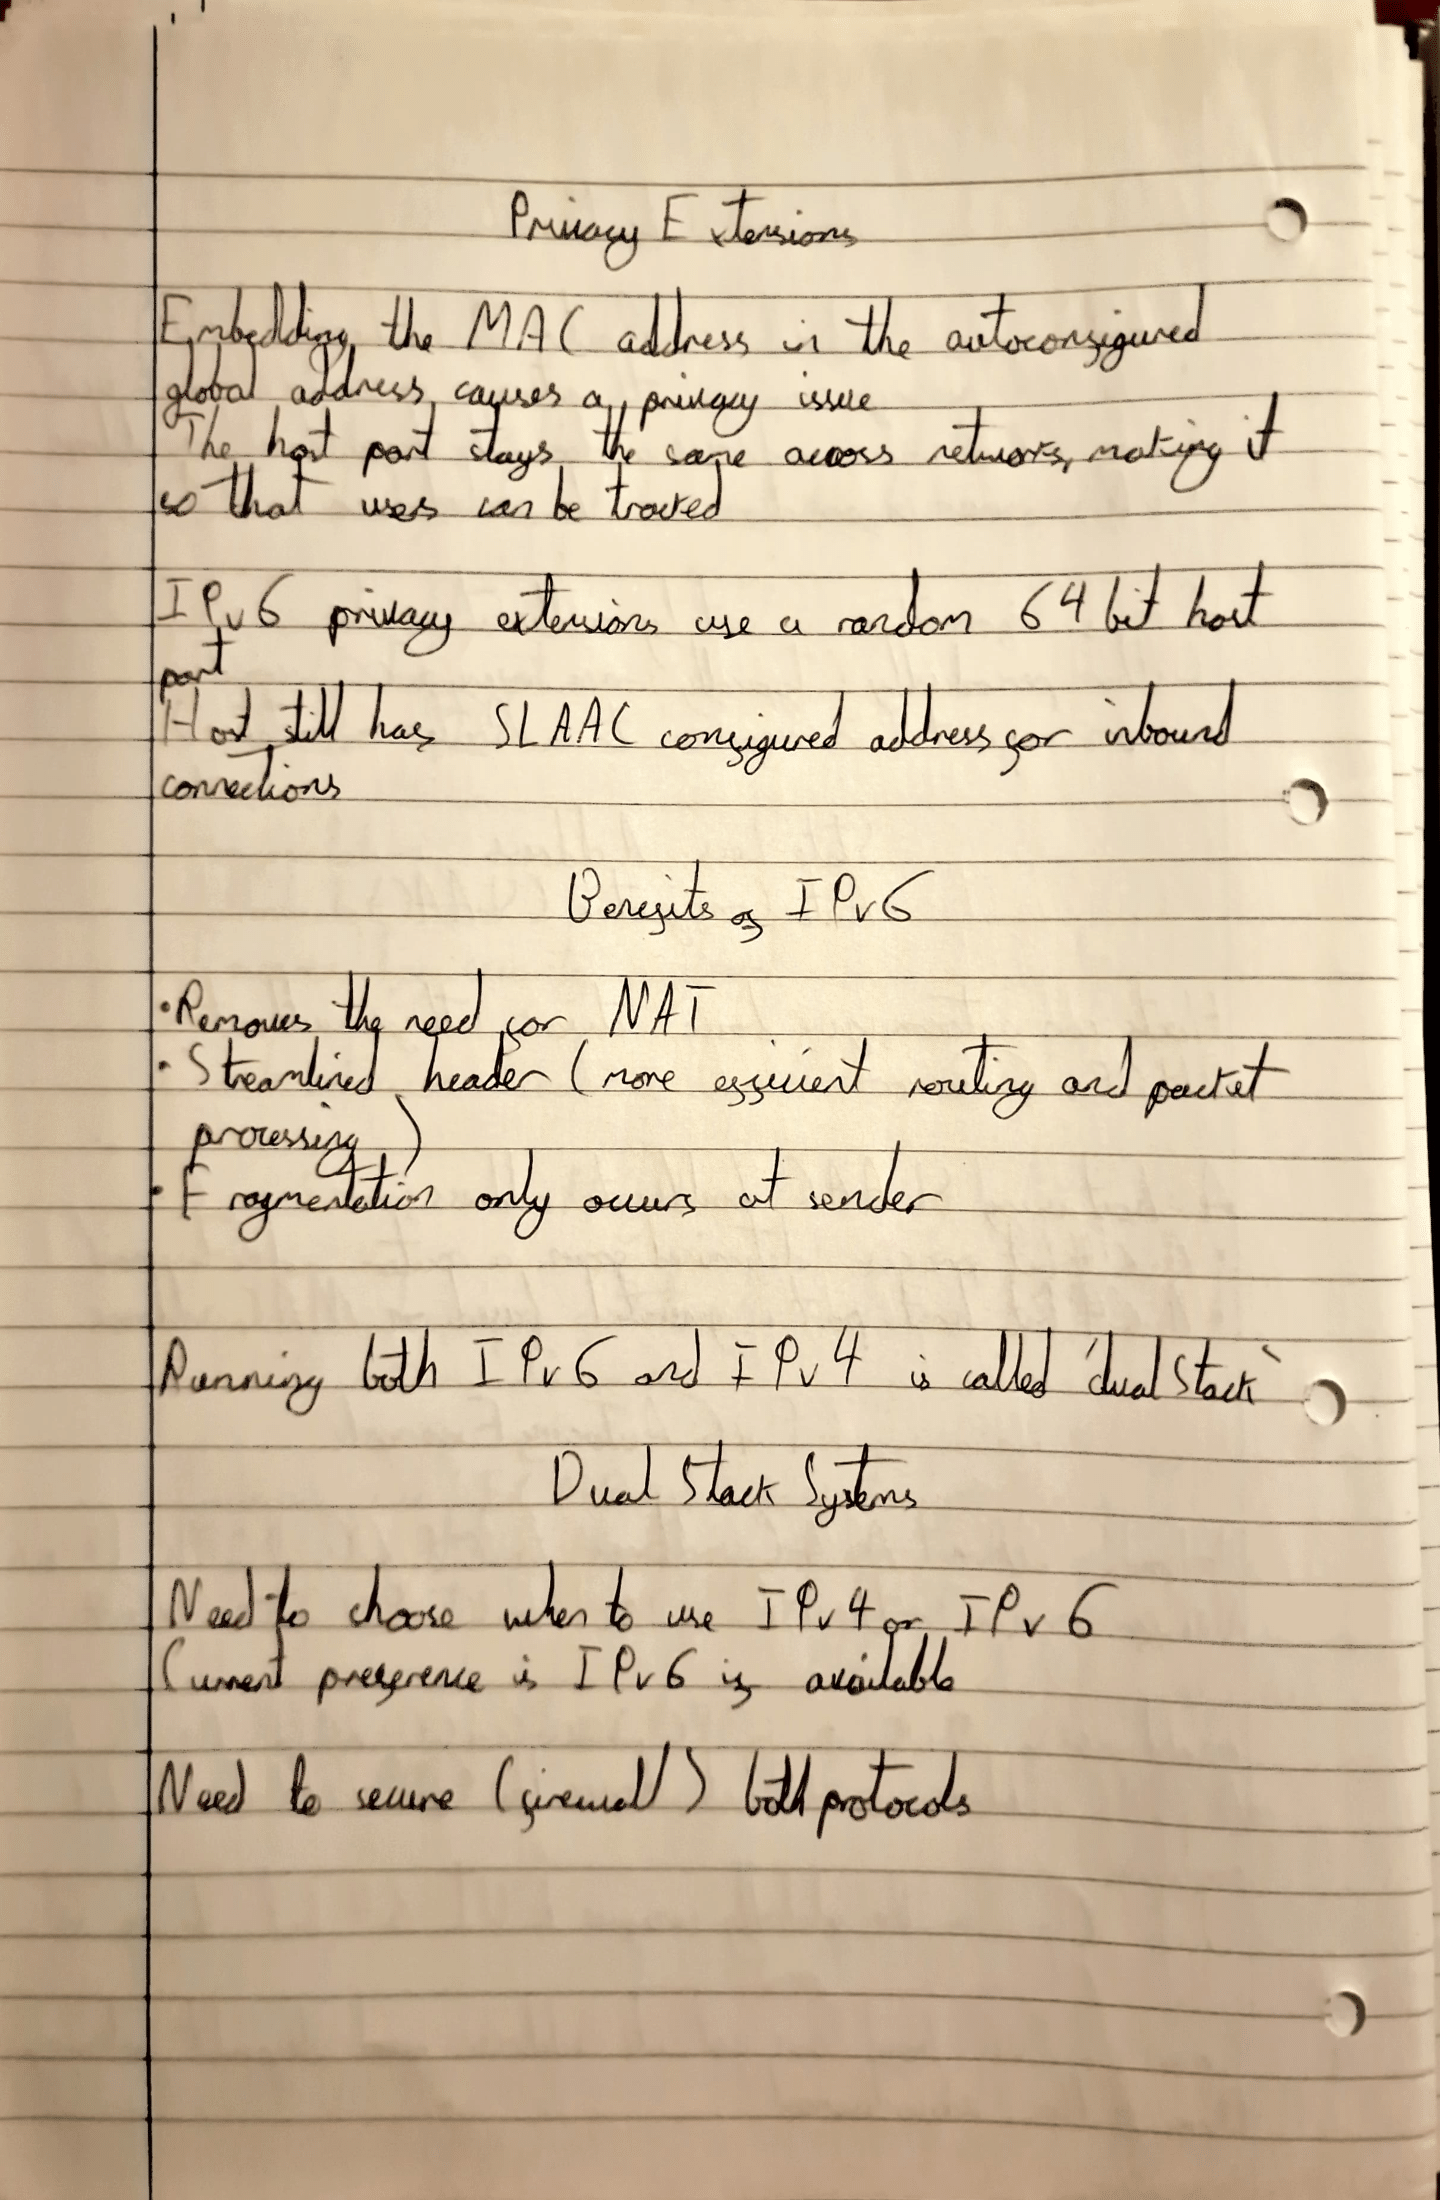 Privacy Extensions
Embedding the MAC address in the autoconfigured
global address causes a privacy issue
The host part stays the same across networks, making it
so that users can be tracked
IPv6 privacy extensions use a random 64 bit host
part
Host still has SLAAC configured address for inbound
connections
Benefits of IPv6
• Removes the need for NAT
• Streamlined header (more efficient routing and packet
processing)
• Fragmentation only occurs at sender
Running both IPv6 and IPv4 is called 'dual Stack`
Dual Stack Systems
Need to choose when to use IPv4 or IPv6
Current preference is IPv6 if available
Need to secure (firewall) both protocols